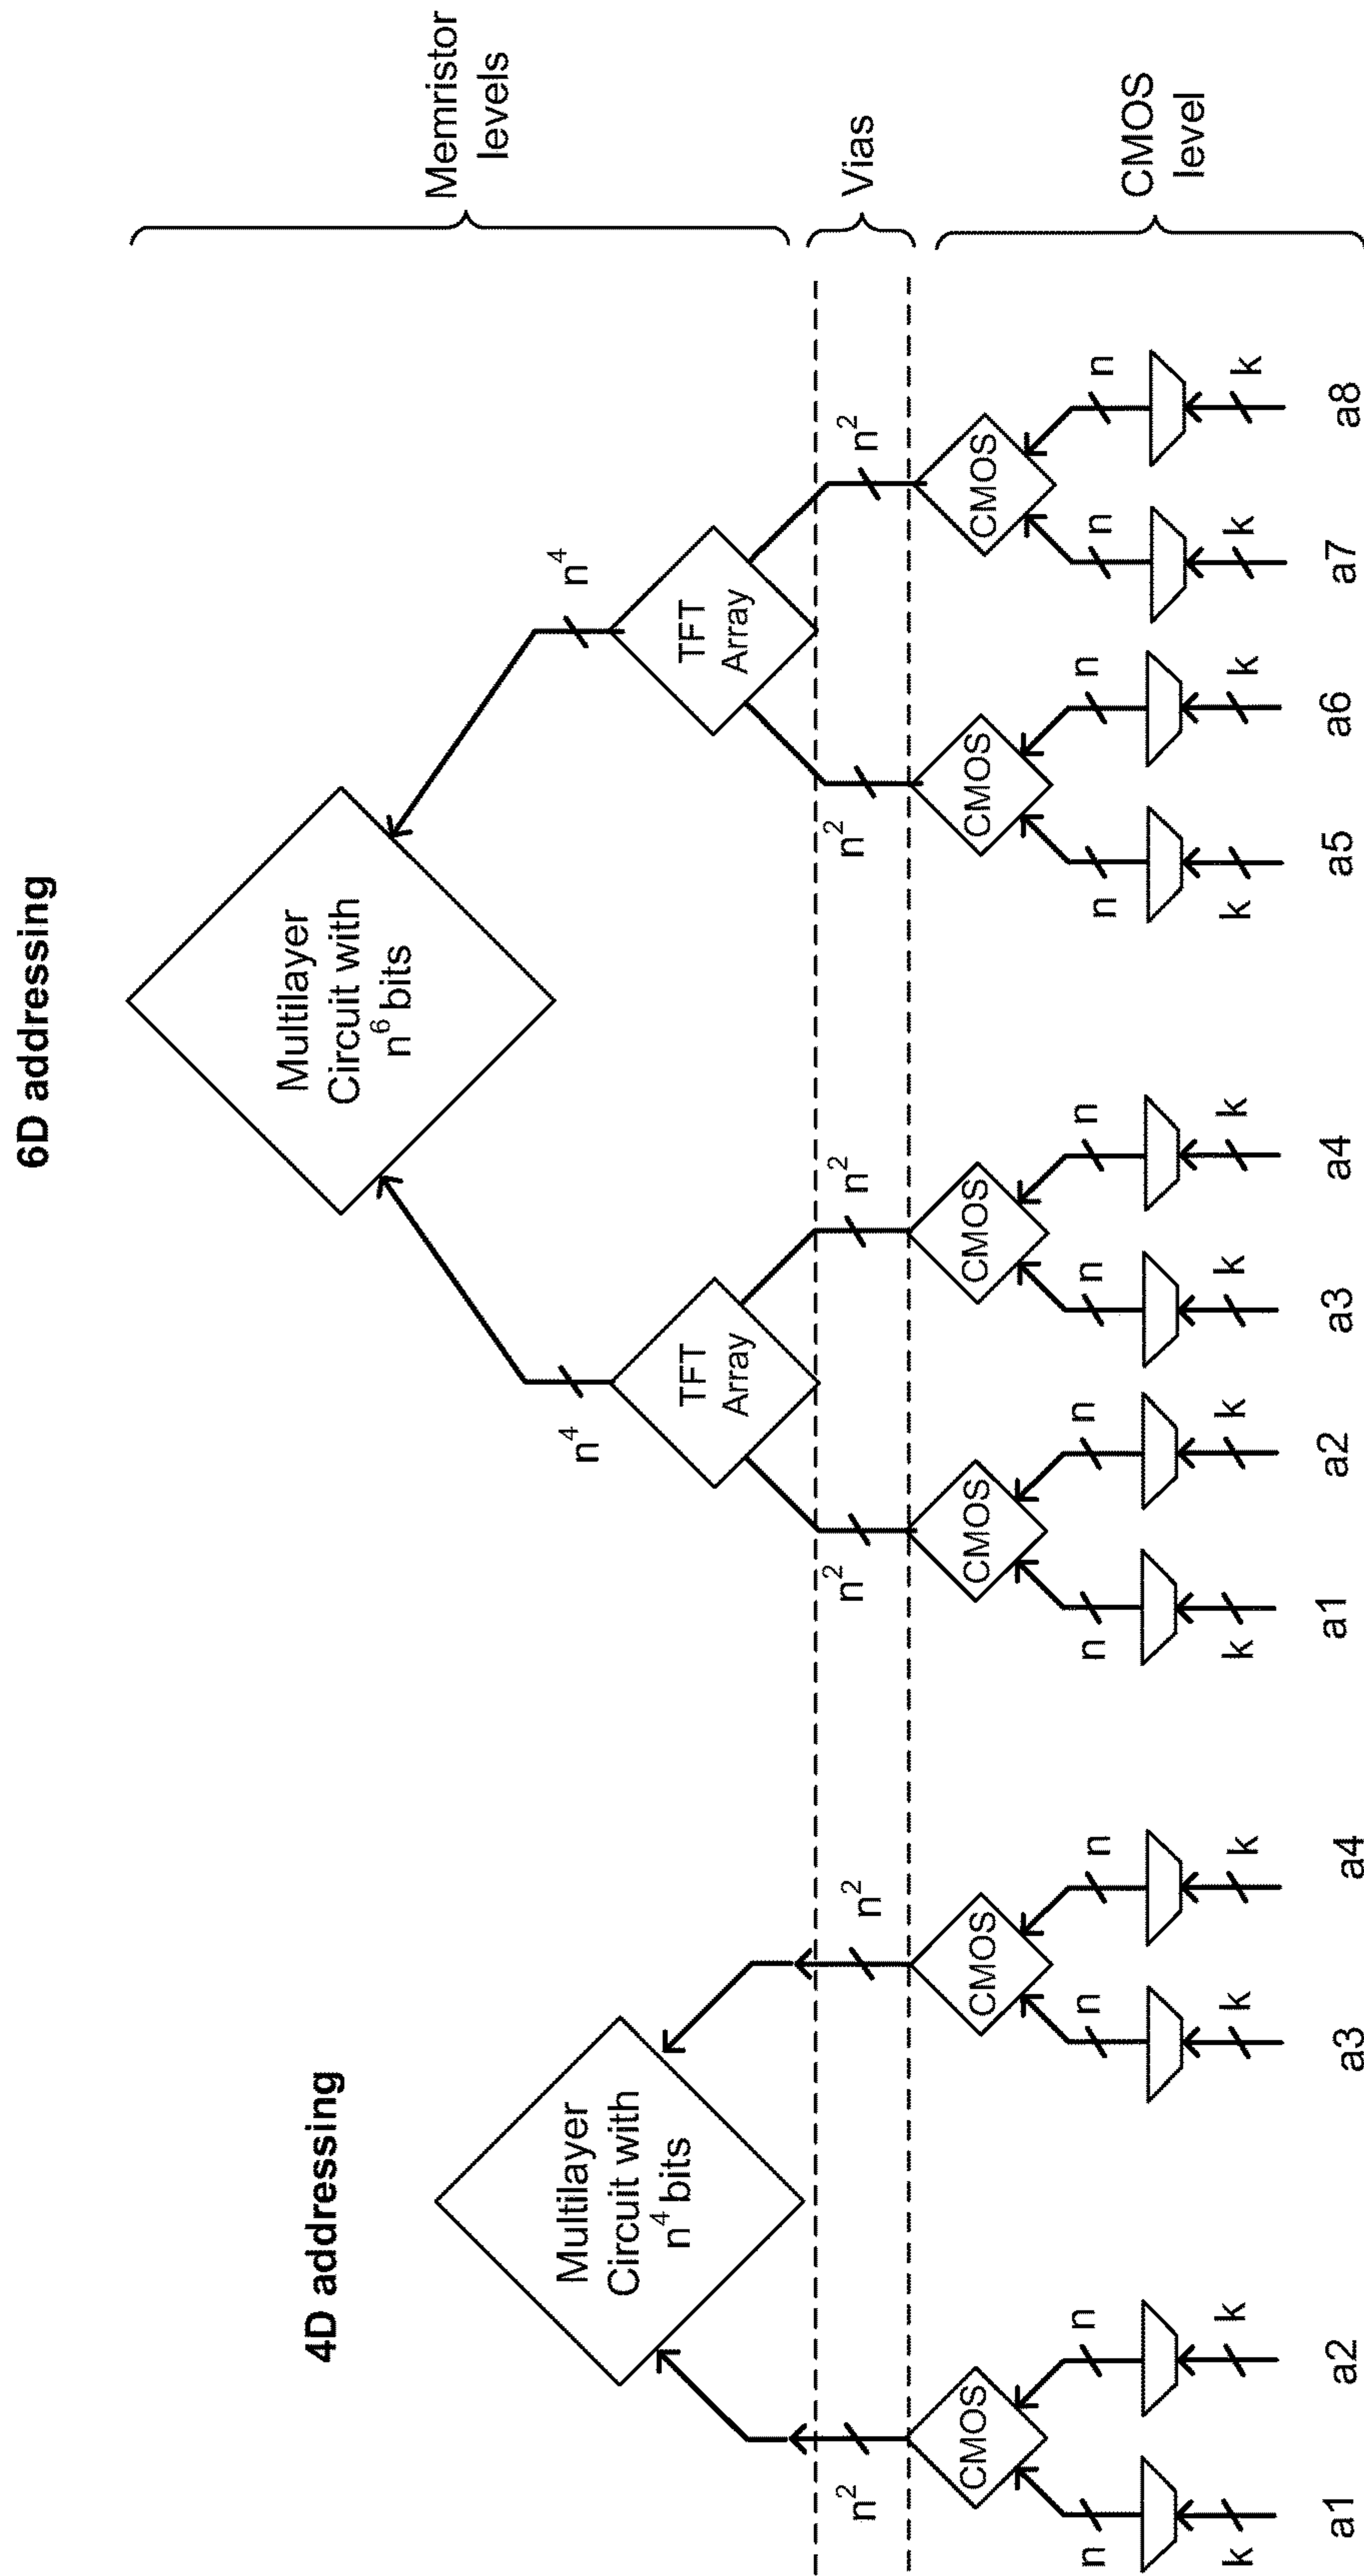 4D addressing
Multilayer
Circuit with
n⁴ bits
n² n²
CMOS CMOS
n n n n
k k k k
a1 a2 a3 a4
6D addressing
Multilayer
Circuit with
n⁶ bits
n⁴ n⁴
TFT
Array
TFT
Array
n² n² n² n²
CMOS CMOS CMOS CMOS
n n n n n n n n
k k k k k k k k
a1 a2 a3 a4 a5 a6 a7 a8
Memristor
levels
Vias
CMOS
level